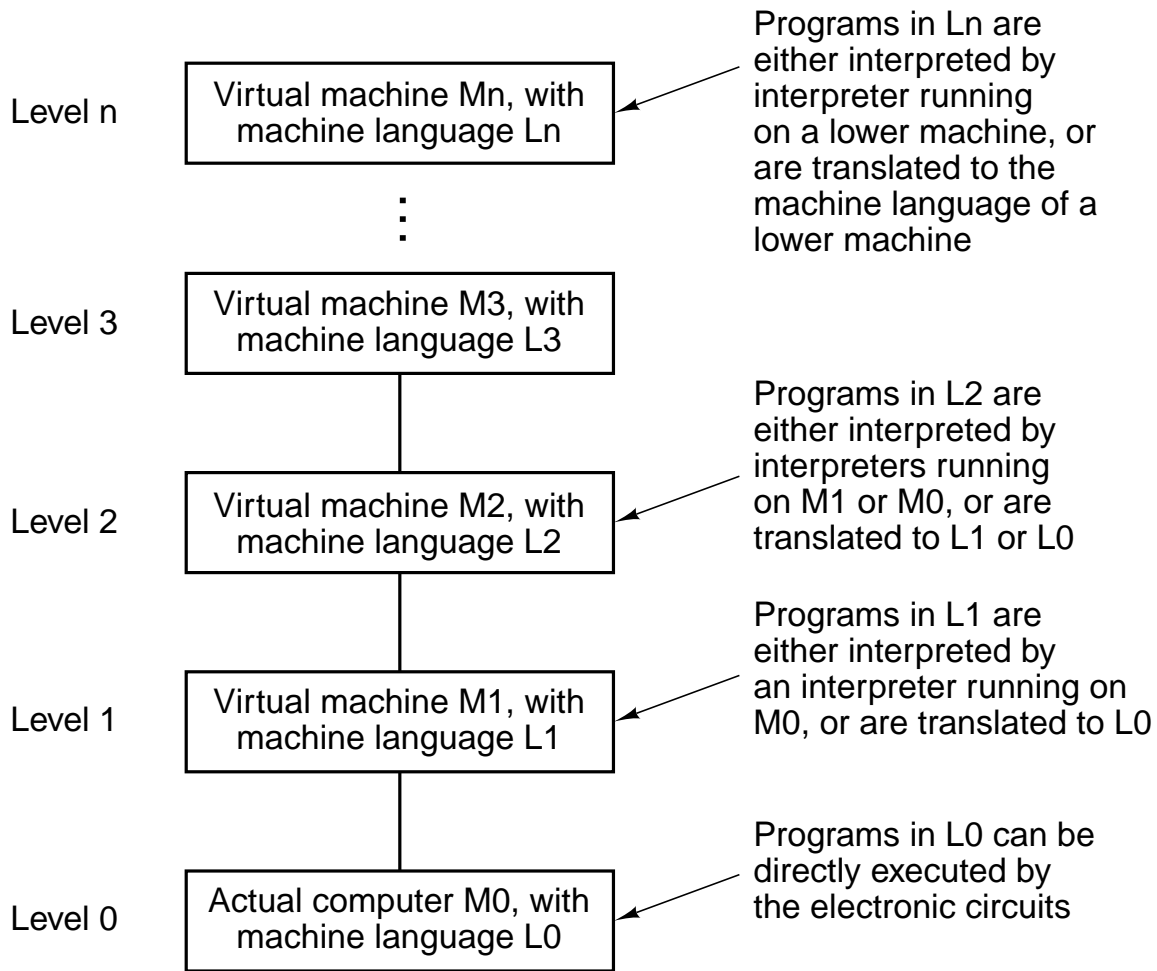 Level n
Virtual machine Mn, with
machine language Ln
Programs in Ln are
either interpreted by
interpreter running
on a lower machine, or
are translated to the
machine language of a
lower machine
Level 3
Virtual machine M3, with
machine language L3
Level 2
Virtual machine M2, with
machine language L2
Programs in L2 are
either interpreted by
interpreters running
on M1 or M0, or are
translated to L1 or L0
Level 1
Virtual machine M1, with
machine language L1
Programs in L1 are
either interpreted by
an interpreter running on
M0, or are translated to L0
Level 0
Actual computer M0, with
machine language L0
Programs in L0 can be
directly executed by
the electronic circuits